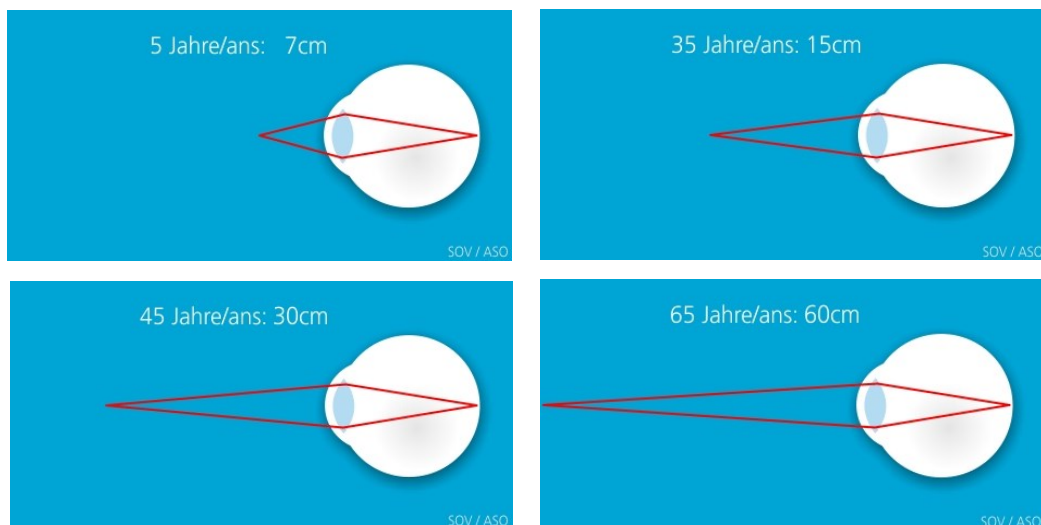 5 Jahre/ans: 7cm
SOV / ASO
35 Jahre/ans: 15cm
SOV / ASO
45 Jahre/ans: 30cm
SOV / ASO
65 Jahre/ans: 60cm
SOV / ASO